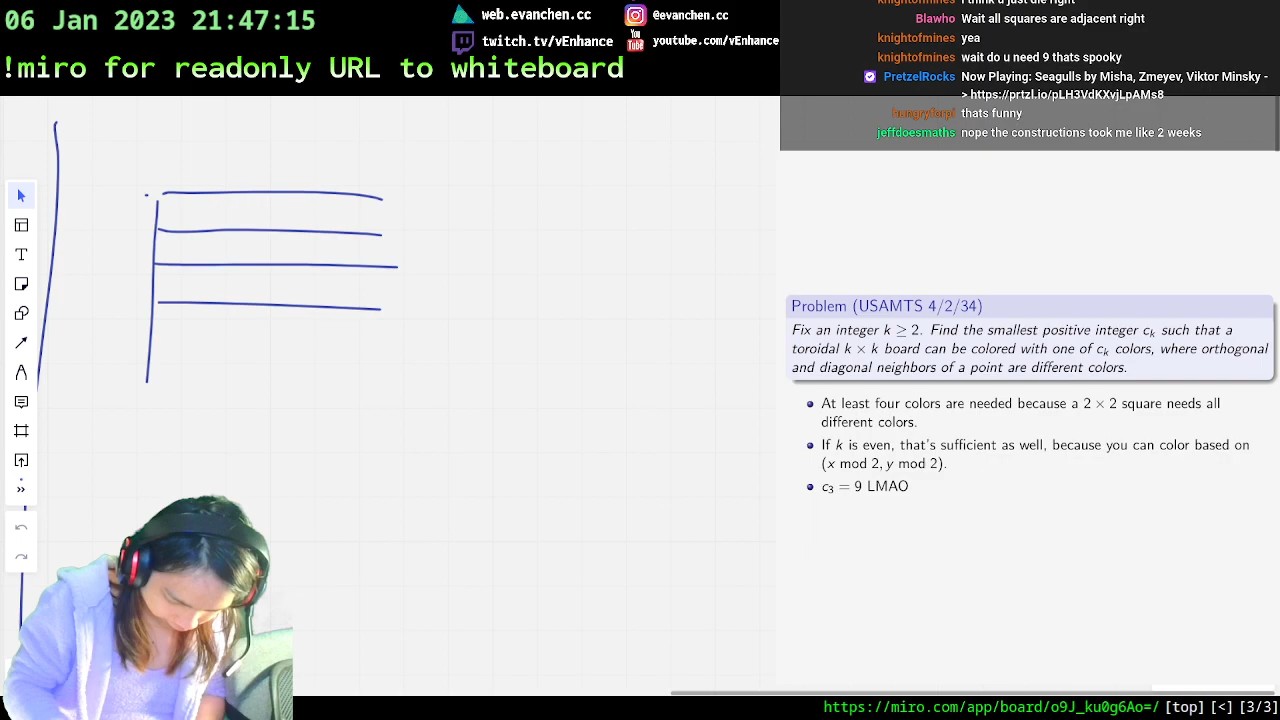 06 Jan 2023 21:47:15
web.evanchen.cc
@evanchen.cc
twitch.tv/vEnhance
youtube.com/vEnhance
!miro for readonly URL to whiteboard
Blawho Wait all squares are adjacent right
knightofmines yea
knightofmines wait do u need 9 thats spooky
PretzelRocks Now Playing: Seagulls by Misha, Zmeyev, Viktor Minsky -
> https://prtzl.io/pLH3VdKXvjLpAMs8
hungryforpi thats funny
jeffdoesmaths nope the constructions took me like 2 weeks
Problem (USAMTS 4/2/34)
Fix an integer k ≥ 2. Find the smallest positive integer cₖ such that a
toroidal k × k board can be colored with one of cₖ colors, where orthogonal
and diagonal neighbors of a point are different colors.
At least four colors are needed because a 2 × 2 square needs all
different colors.
If k is even, that's sufficient as well, because you can color based on
(x mod 2, y mod 2).
c₃ = 9 LMAO
https://miro.com/app/board/o9J_ku0g6Ao=/ [top] [<] [3/3]